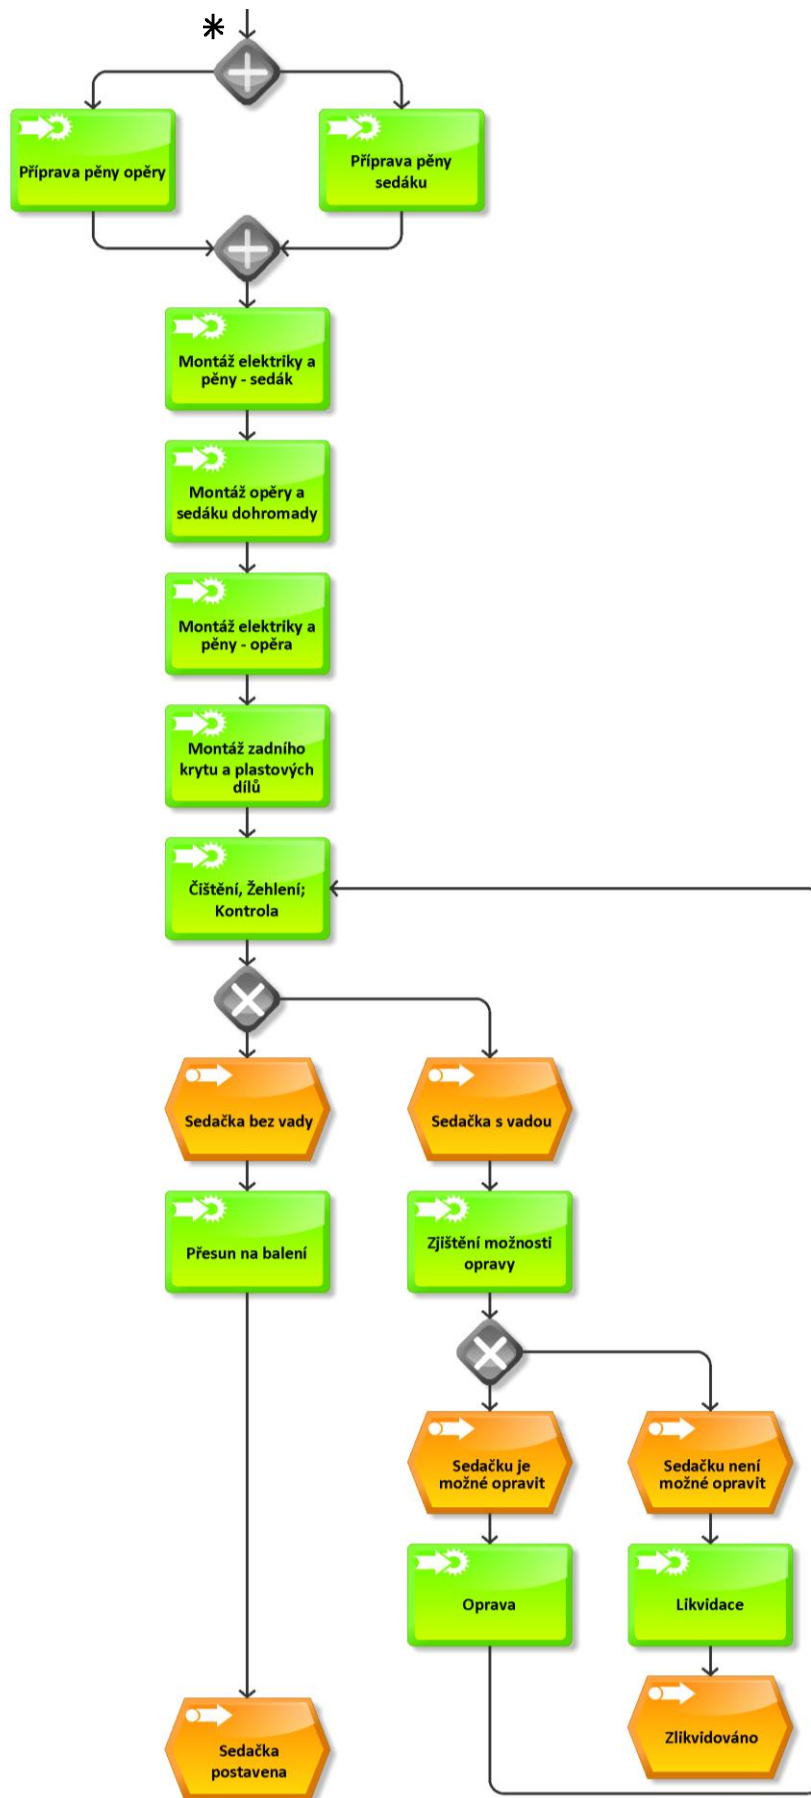 *
Příprava pěny opěry
Příprava pěny
sedáku
Montáž elektriky a
pěny - sedák
Montáž opěry a
sedáku dohromady
Montáž elektriky a
pěny - opěra
Montáž zadního
krytu a plastových
dílů
Čištění, Žehlení;
Kontrola
Sedačka bez vady
Sedačka s vadou
Přesun na balení
Zjištění možnosti
opravy
Sedačku je
možné opravit
Sedačku není
možné opravit
Oprava
Likvidace
Sedačka
postavena
Zlikvidováno